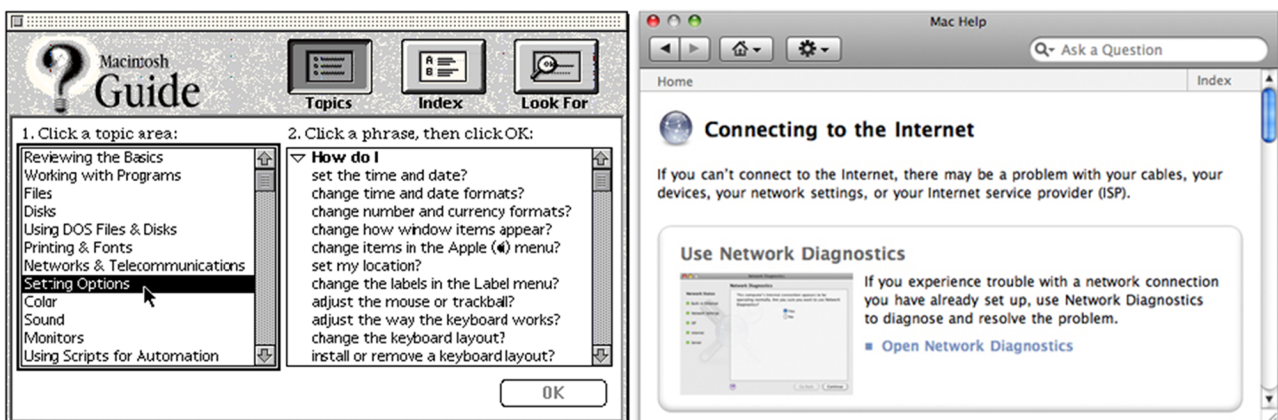 Macintosh
Guide
Topics
Index
Look For
1. Click a topic area:
Reviewing the Basics
Working with Programs
Files
Disks
Using DOS Files & Disks
Printing & Fonts
Networks & Telecommunications
Setting Options
Color
Sound
Monitors
Using Scripts for Automation
2. Click a phrase, then click OK:
How do I
set the time and date?
change time and date formats?
change number and currency formats?
change how window items appear?
change items in the Apple () menu?
set my location?
change the labels in the Label menu?
adjust the mouse or trackball?
adjust the way the keyboard works?
change the keyboard layout?
install or remove a keyboard layout?
OK
Mac Help
Ask a Question
Home
Index
Connecting to the Internet
If you can't connect to the Internet, there may be a problem with your cables, your
devices, your network settings, or your Internet service provider (ISP).
Use Network Diagnostics
If you experience trouble with a network connection
you have already set up, use Network Diagnostics
to diagnose and resolve the problem.
Open Network Diagnostics